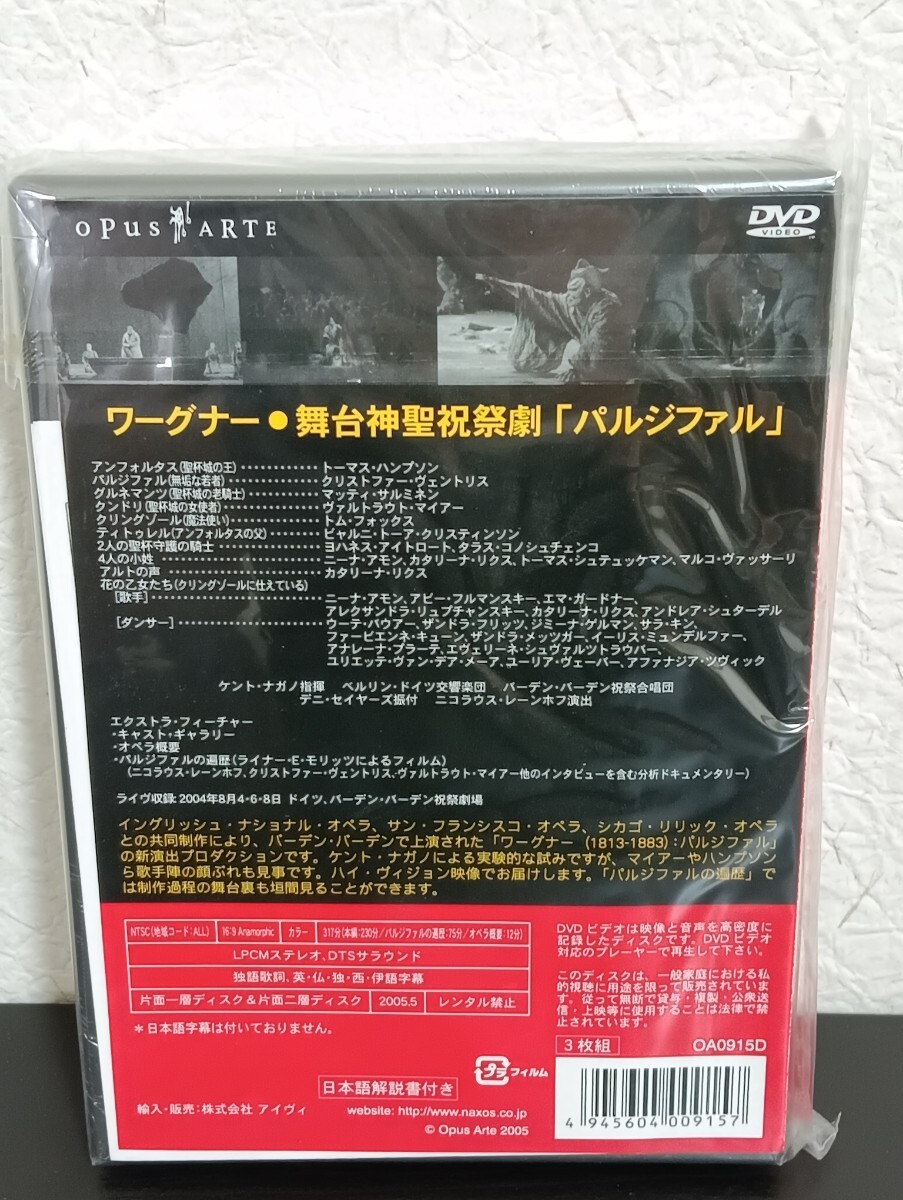 OPUS ARTE
DVD
VIDEO
ワーグナー●舞台神聖祝祭劇「パルジファル」
アンフォルタス(聖杯城の王)‥‥‥‥‥‥トーマス・ハンプソン
パルジファル(無垢な若者)‥‥‥‥‥‥クリストファー・ヴェントリス
グルネマンツ(聖杯城の老騎士)‥‥‥‥‥‥マッティ・サルミネン
クンドリ(聖杯城の女使者)‥‥‥‥‥‥ヴァルトラウト・マイアー
クリングゾール(魔法使い)‥‥‥‥‥‥トム・フォックス
ティトゥレル(アンフォルタスの父)‥‥‥‥‥‥ビャルニ・トーア・クリスティンソン
2人の聖杯守護の騎士‥‥‥‥‥‥ヨハネス・アイトロート、タラス・コノシュチェンコ
4人の小姓‥‥‥‥‥‥ニーナ・アモン、カタリーナ・リクス、トーマス・シュテュッケマン、マルコ・ヴァッサーリ
アルトの声‥‥‥‥‥‥カタリーナ・リクス
花の乙女たち(クリングゾールに仕えている)
[歌手]‥‥‥‥‥‥ニーナ・アモン、アビー・フルマンスキー、エマ・ガードナー、
アレクサンドラ・リュブチャンスキー、カタリーナ・リクス、アンドレア・シュターデル
[ダンサー]‥‥‥‥‥‥ウーテ・バウアー、ザンドラ・フリッツ、ジミーナ・ゲルマン、サラ・キン、
ファービエンネ・キューン、ザンドラ・メッツガー、イーリス・ミュンデルファー、
アナレーナ・プラーテ、エヴェリーネ・シュヴァルツトラウバー、
ユリエッテ・ヴァン・デア・メーア、ユーリア・ヴェーバー、アファナジア・ツヴィック
ケント・ナガノ指揮 ベルリン・ドイツ交響楽団 バーデン・バーデン祝祭合唱団
デニ・セイヤーズ振付 ニコラウス・レーンホフ演出
エクストラ・フィーチャー
・キャスト・ギャラリー
・オペラ概要
・パルジファルの遍歴(ライナー・E・モリッツによるフィルム)
(ニコラウス・レーンホフ、クリストファー・ヴェントリス、ヴァルトラウト・マイアー他のインタビューを含む分析ドキュメンタリー)
ライヴ収録:2004年8月4・6・8日 ドイツ、バーデン・バーデン祝祭劇場
イングリッシュ・ナショナル・オペラ、サン・フランシスコ・オペラ、シカゴ・リリック・オペラ
との共同制作により、バーデン・バーデンで上演された「ワーグナー (1813-1883):パルジファル」
の新演出プロダクションです。ケント・ナガノによる実験的な試みですが、マイアーやハンプソン
ら歌手陣の顔ぶれも見事です。ハイ・ヴィジョン映像でお届けします。「パルジファルの遍歴」で
は制作過程の舞台裏も垣間見ることができます。
NTSC(地域コード:ALL) 16:9 Anamorphic カラー 317分(本編:230分/パルジファルの遍歴:75分/オペラ概要:12分)
LPCMステレオ、DTSサラウンド
独語歌詞、英・仏・独・西・伊語字幕
片面一層ディスク&片面二層ディスク 2005.5 レンタル禁止
*日本語字幕は付いておりません。
DVDビデオは映像と音声を高密度に
記録したディスクです。DVDビデオ
対応のプレーヤーで再生して下さい。
このディスクは、一般家庭における私
的視聴に用途を限って販売されていま
す。従って無断で貸与・複製・公衆送
信・上映等に使用することは法律で禁
止されています。
3枚組 OA0915D
プラ フィルム
日本語解説書付き
輸入・販売:株式会社 アイヴィ
website: http://www.naxos.co.jp
© Opus Arte 2005
4 945604 009157